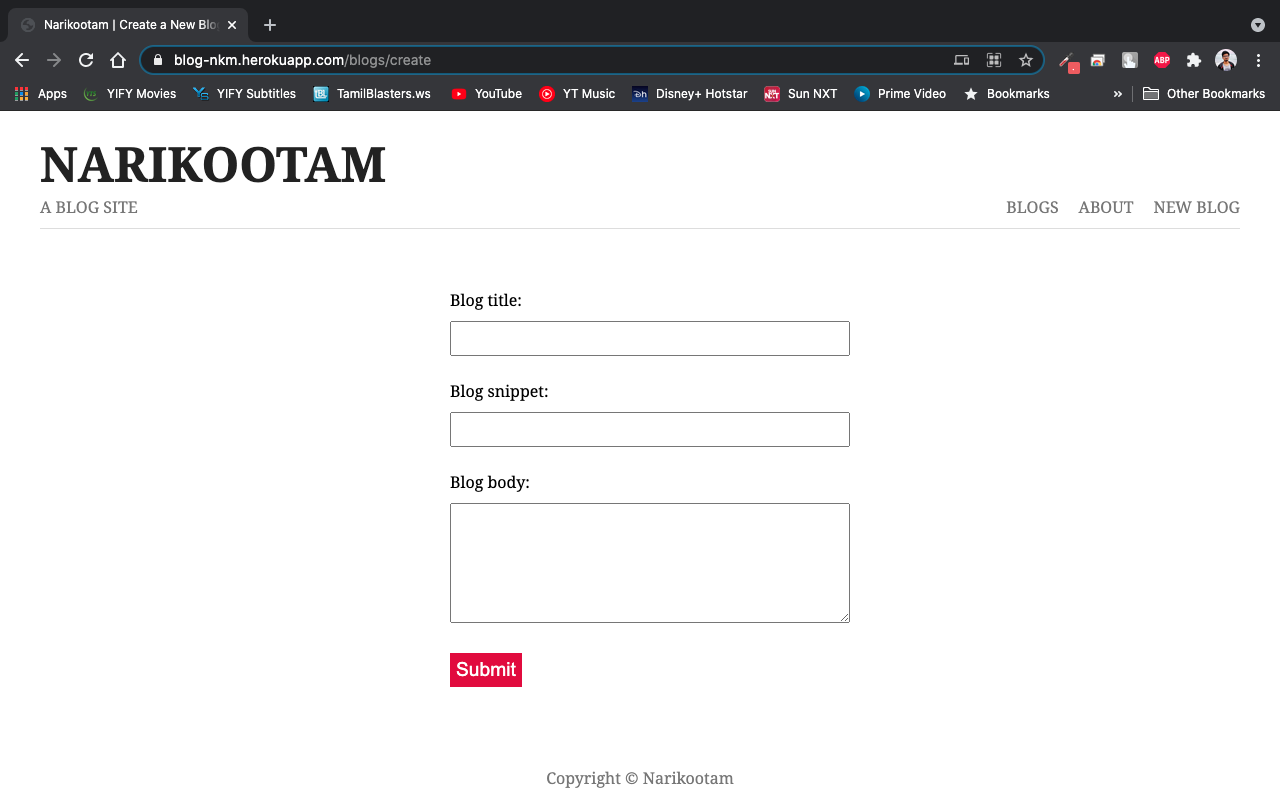 Narikootam | Create a New Blo
blog-nkm.herokuapp.com/blogs/create
ABP
Apps YIFY Movies YIFY Subtitles TamilBlasters.ws YouTube YT Music Disney+ Hotstar Sun NXT Prime Video Bookmarks » Other Bookmarks
NARIKOOTAM
A BLOG SITE BLOGS ABOUT NEW BLOG
Blog title:
Blog snippet:
Blog body:
Submit
Copyright © Narikootam